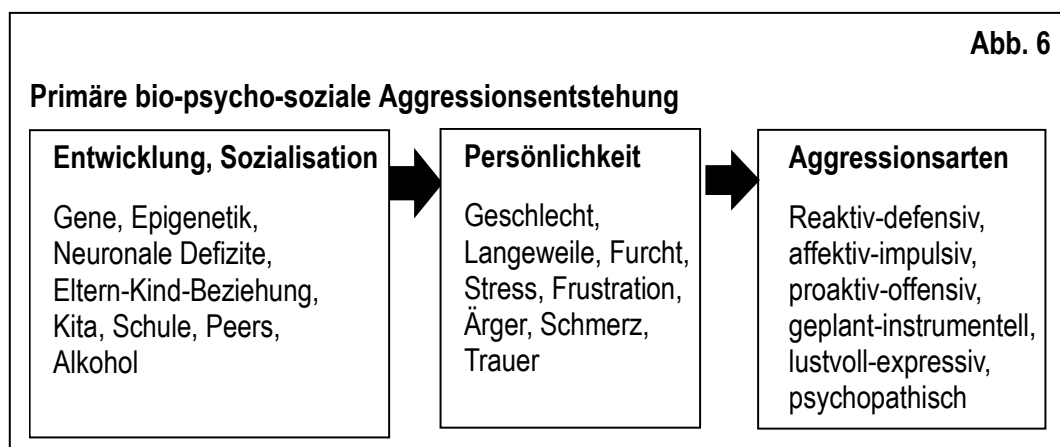 Abb. 6
Primäre bio-psycho-soziale Aggressionsentstehung
Entwicklung, Sozialisation
Gene, Epigenetik,
Neuronale Defizite,
Eltern-Kind-Beziehung,
Kita, Schule, Peers,
Alkohol
Persönlichkeit
Geschlecht,
Langeweile, Furcht,
Stress, Frustration,
Ärger, Schmerz,
Trauer
Aggressionsarten
Reaktiv-defensiv,
affektiv-impulsiv,
proaktiv-offensiv,
geplant-instrumentell,
lustvoll-expressiv,
psychopathisch